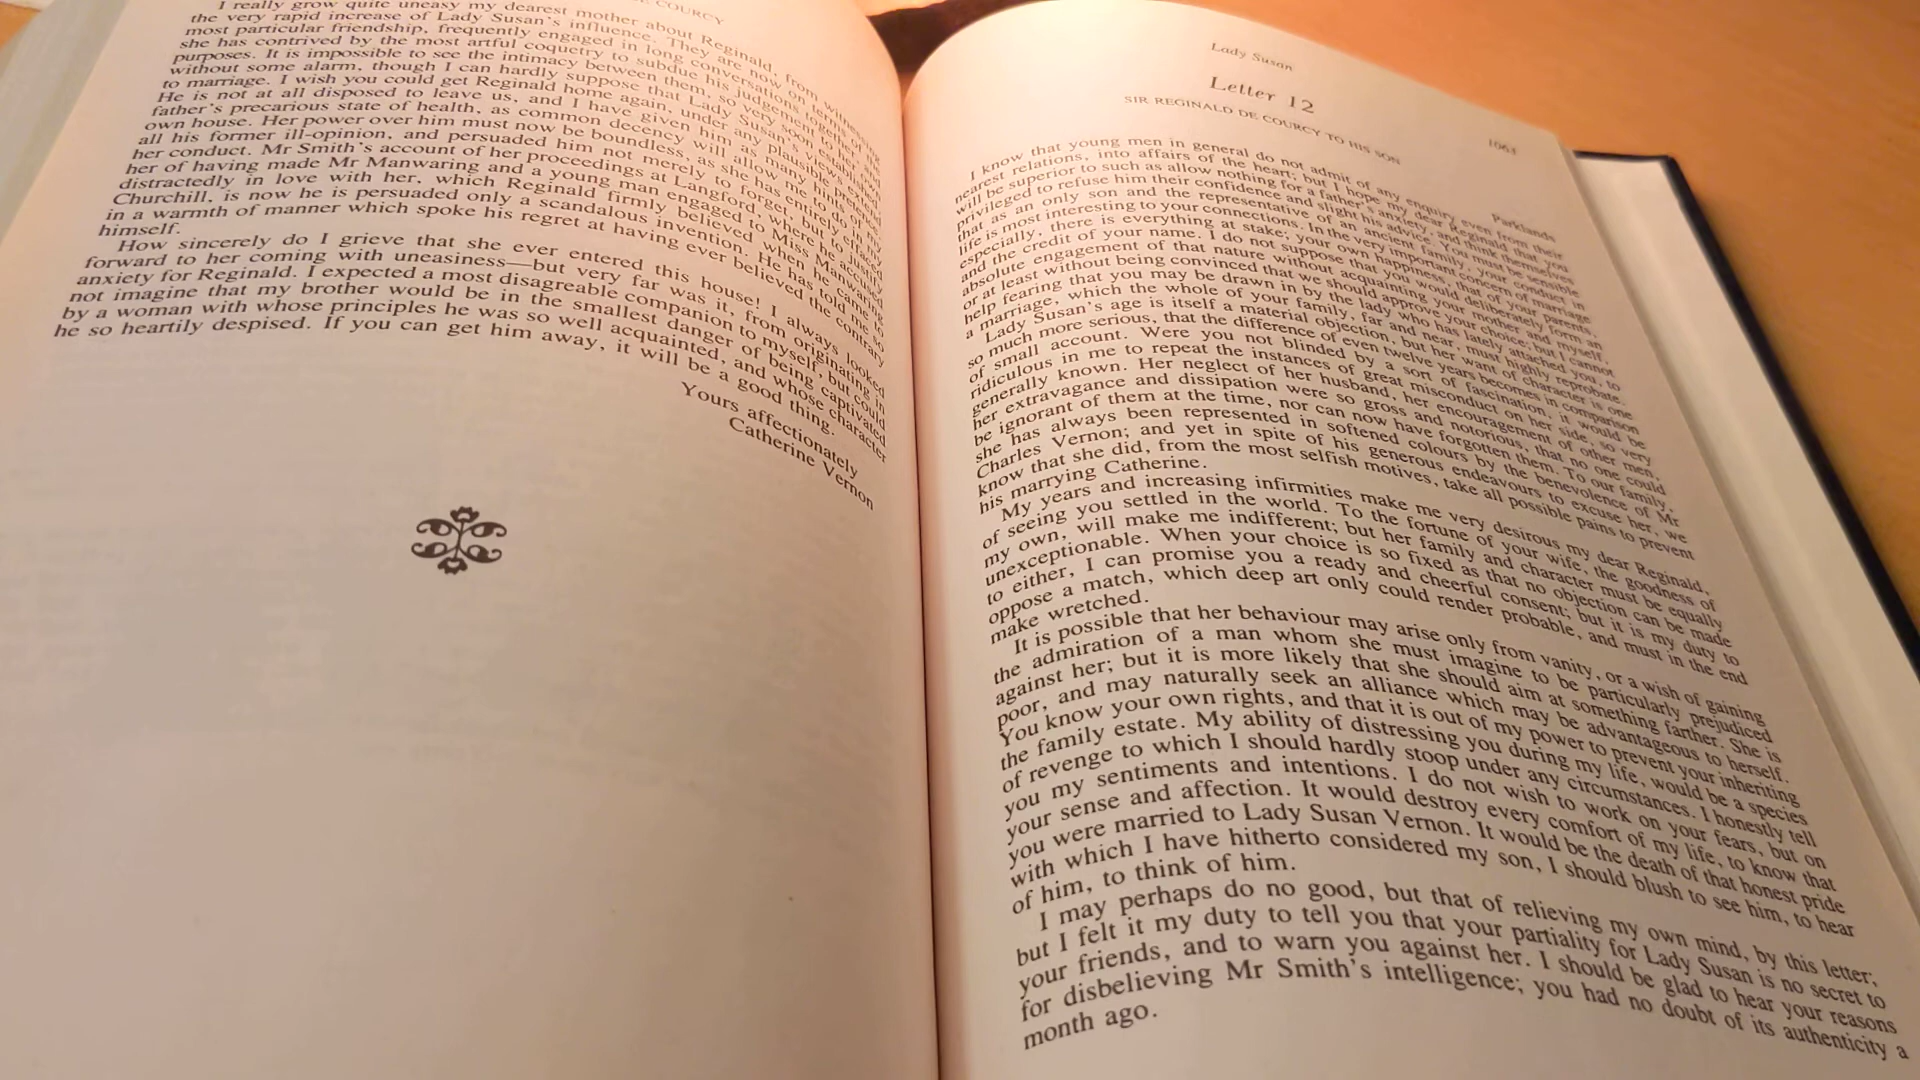 DE COURCY
I really grow quite uneasy my dearest mother about Reginald, from witnessing
the very rapid increase of Lady Susan's influence. They are now on terms of the
most particular friendship, frequently engaged in long conversations together, and
she has contrived by the most artful coquetry to subdue his judgement to her own
purposes. It is impossible to see the intimacy between them, so very soon established,
without some alarm, though I can hardly suppose that Lady Susan's views extend
to marriage. I wish you could get Reginald home again, under any plausible pretence.
He is not at all disposed to leave us, and I have given him as many hints of my
father's precarious state of health, as common decency will allow me to do in my
own house. Her power over him must now be boundless, as she has entirely effaced
all his former ill-opinion, and persuaded him not merely to forget, but to justify
her conduct. Mr Smith's account of her proceedings at Langford, where he accused
her of having made Mr Manwaring and a young man engaged to Miss Manwaring
distractedly in love with her, which Reginald firmly believed when he came to
Churchill, is now he is persuaded only a scandalous invention. He has told me so
in a warmth of manner which spoke his regret at having ever believed the contrary
himself.
How sincerely do I grieve that she ever entered this house! I always looked
forward to her coming with uneasiness—but very far was it, from originating in
anxiety for Reginald. I expected a most disagreeable companion to myself, but could
not imagine that my brother would be in the smallest danger of being captivated
by a woman with whose principles he was so well acquainted, and whose character
he so heartily despised. If you can get him away, it will be a good thing.
Yours affectionately
Catherine Vernon
Lady Susan
1063
Letter 12
SIR REGINALD DE COURCY TO HIS SON
Parklands
I know that young men in general do not admit of any enquiry even from their
nearest relations, into affairs of the heart; but I hope my dear Reginald that you
will be superior to such as allow nothing for a father's anxiety, and think themselves
privileged to refuse him their confidence and slight his advice. You must be sensible
that as an only son and the representative of an ancient family, your conduct in
life is most interesting to your connections. In the very important concern of marriage
especially, there is everything at stake; your own happiness, that of your parents,
and the credit of your name. I do not suppose that you would deliberately form an
absolute engagement of that nature without acquainting your mother and myself,
or at least without being convinced that we should approve your choice; but I cannot
help fearing that you may be drawn in by the lady who has lately attached you, to
a marriage, which the whole of your family, far and near, must highly reprobate.
Lady Susan's age is itself a material objection, but her want of character is one
so much more serious, that the difference of even twelve years becomes in comparison
of small account. Were you not blinded by a sort of fascination, it would be
ridiculous in me to repeat the instances of great misconduct on her side, so very
generally known. Her neglect of her husband, her encouragement of other men,
her extravagance and dissipation were so gross and notorious, that no one could
be ignorant of them at the time, nor can now have forgotten them. To our family,
she has always been represented in softened colours by the benevolence of Mr
Charles Vernon; and yet in spite of his generous endeavours to excuse her, we
know that she did, from the most selfish motives, take all possible pains to prevent
his marrying Catherine.
My years and increasing infirmities make me very desirous my dear Reginald,
of seeing you settled in the world. To the fortune of your wife, the goodness of
my own, will make me indifferent; but her family and character must be equally
unexceptionable. When your choice is so fixed as that no objection can be made
to either, I can promise you a ready and cheerful consent; but it is my duty to
oppose a match, which deep art only could render probable, and must in the end
make wretched.
It is possible that her behaviour may arise only from vanity, or a wish of gaining
the admiration of a man whom she must imagine to be particularly prejudiced
against her; but it is more likely that she should aim at something farther. She is
poor, and may naturally seek an alliance which may be advantageous to herself.
You know your own rights, and that it is out of my power to prevent your inheriting
the family estate. My ability of distressing you during my life, would be a species
of revenge to which I should hardly stoop under any circumstances. I honestly tell
you my sentiments and intentions. I do not wish to work on your fears, but on
your sense and affection. It would destroy every comfort of my life, to know that
you were married to Lady Susan Vernon. It would be the death of that honest pride
with which I have hitherto considered my son, I should blush to see him, to hear
of him, to think of him.
I may perhaps do no good, but that of relieving my own mind, by this letter;
but I felt it my duty to tell you that your partiality for Lady Susan is no secret to
your friends, and to warn you against her. I should be glad to hear your reasons
for disbelieving Mr Smith's intelligence; you had no doubt of its authenticity a
month ago.